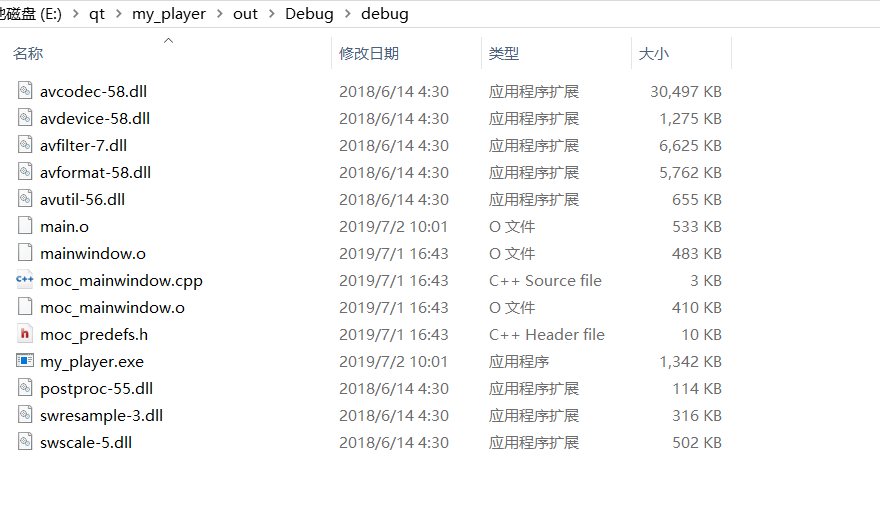 他磁盘 (E:) > qt > my_player > out > Debug > debug
名称 修改日期 类型 大小
avcodec-58.dll 2018/6/14 4:30 应用程序扩展 30,497 KB
avdevice-58.dll 2018/6/14 4:30 应用程序扩展 1,275 KB
avfilter-7.dll 2018/6/14 4:30 应用程序扩展 6,625 KB
avformat-58.dll 2018/6/14 4:30 应用程序扩展 5,762 KB
avutil-56.dll 2018/6/14 4:30 应用程序扩展 655 KB
main.o 2019/7/2 10:01 O 文件 533 KB
mainwindow.o 2019/7/1 16:43 O 文件 483 KB
C++ moc_mainwindow.cpp 2019/7/1 16:43 C++ Source file 3 KB
moc_mainwindow.o 2019/7/1 16:43 O 文件 410 KB
h moc_predefs.h 2019/7/1 16:43 C++ Header file 10 KB
my_player.exe 2019/7/2 10:01 应用程序 1,342 KB
postproc-55.dll 2018/6/14 4:30 应用程序扩展 114 KB
swresample-3.dll 2018/6/14 4:30 应用程序扩展 316 KB
swscale-5.dll 2018/6/14 4:30 应用程序扩展 502 KB